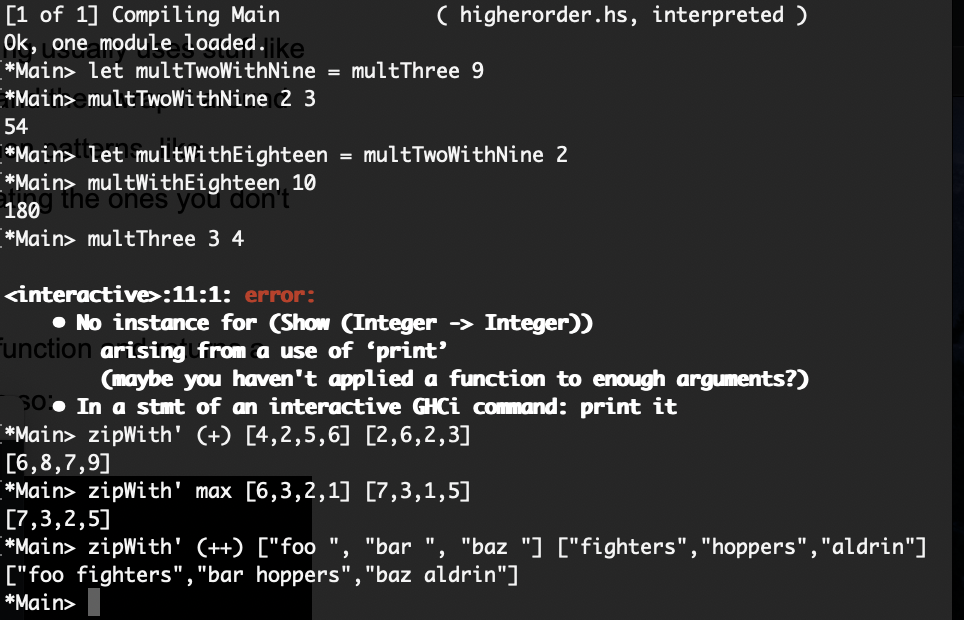 [1 of 1] Compiling Main             ( higherorder.hs, interpreted )
Ok, one module loaded.
*Main> let multTwoWithNine = multThree 9
*Main> multTwoWithNine 2 3
54
*Main> let multWithEighteen = multTwoWithNine 2
*Main> multWithEighteen 10
180
*Main> multThree 3 4
<interactive>:11:1: error:
    • No instance for (Show (Integer -> Integer))
        arising from a use of ‘print’
        (maybe you haven't applied a function to enough arguments?)
    • In a stmt of an interactive GHCi command: print it
*Main> zipWith' (+) [4,2,5,6] [2,6,2,3]
[6,8,7,9]
*Main> zipWith' max [6,3,2,1] [7,3,1,5]
[7,3,2,5]
*Main> zipWith' (++) ["foo ", "bar ", "baz "] ["fighters","hoppers","aldrin"]
["foo fighters","bar hoppers","baz aldrin"]
*Main>